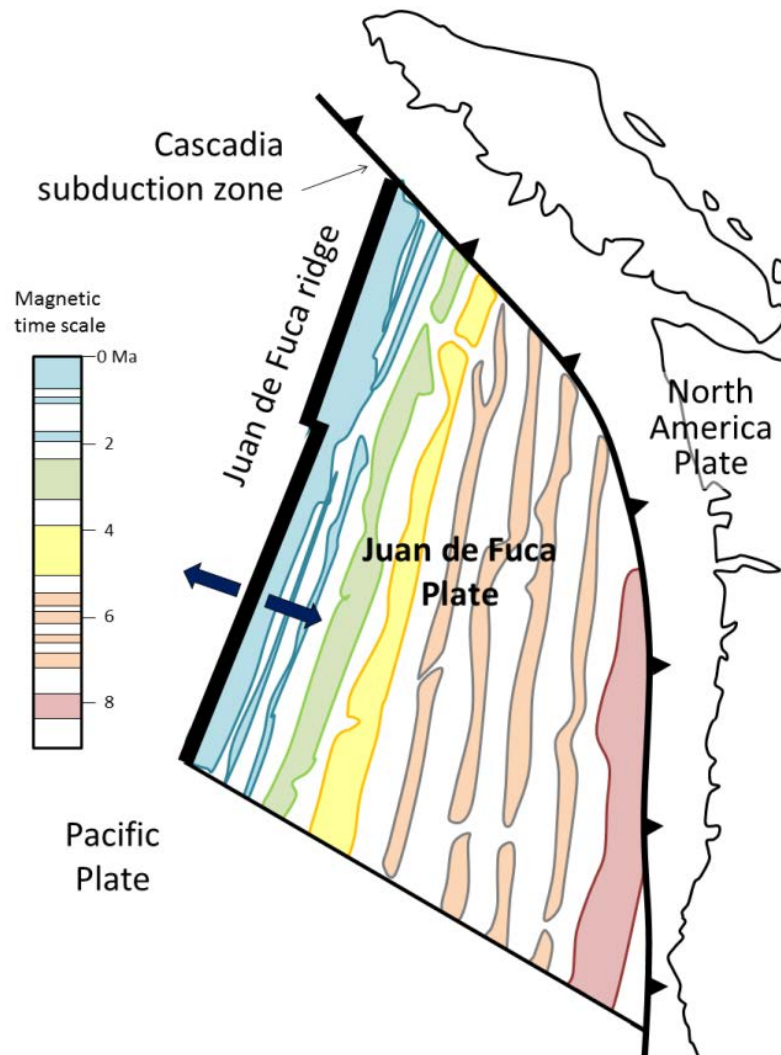 Cascadia
subduction zone
Juan de Fuca ridge
Magnetic
time scale
0 Ma
2
4
6
8
North
America
Plate
Juan de Fuca
Plate
Pacific
Plate